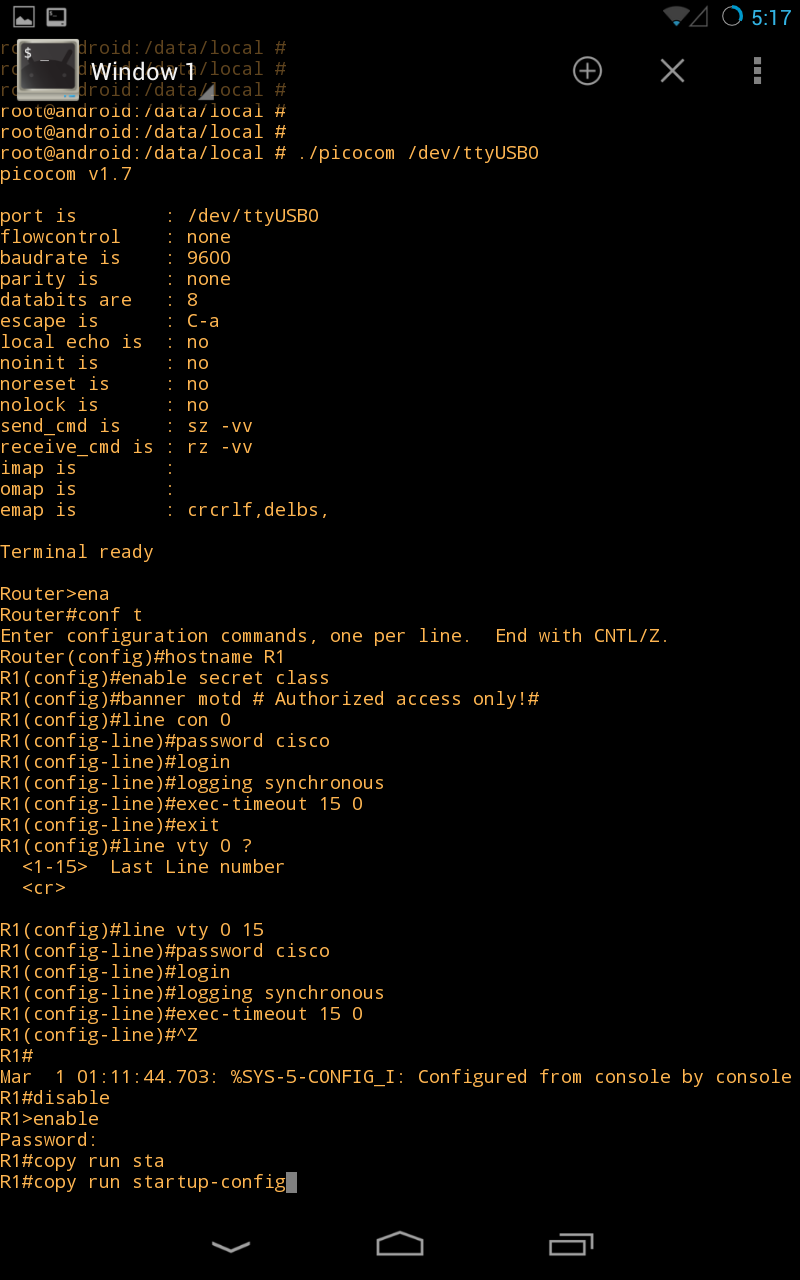 5:17
$ _
Window 1
root@android:/data/local #
root@android:/data/local #
root@android:/data/local #
root@android:/data/local #
root@android:/data/local # ./picocom /dev/ttyUSB0
picocom v1.7
port is : /dev/ttyUSB0
flowcontrol : none
baudrate is : 9600
parity is : none
databits are : 8
escape is : C-a
local echo is : no
noinit is : no
noreset is : no
nolock is : no
send_cmd is : sz -vv
receive_cmd is : rz -vv
imap is :
omap is :
emap is : crcrlf,delbs,
Terminal ready
Router>ena
Router#conf t
Enter configuration commands, one per line.  End with CNTL/Z.
Router(config)#hostname R1
R1(config)#enable secret class
R1(config)#banner motd # Authorized access only!#
R1(config)#line con 0
R1(config-line)#password cisco
R1(config-line)#login
R1(config-line)#logging synchronous
R1(config-line)#exec-timeout 15 0
R1(config-line)#exit
R1(config)#line vty 0 ?
<1-15>  Last Line number
<cr>
R1(config)#line vty 0 15
R1(config-line)#password cisco
R1(config-line)#login
R1(config-line)#logging synchronous
R1(config-line)#exec-timeout 15 0
R1(config-line)#^Z
R1#
Mar  1 01:11:44.703: %SYS-5-CONFIG_I: Configured from console by console
R1#disable
R1>enable
Password:
R1#copy run sta
R1#copy run startup-config